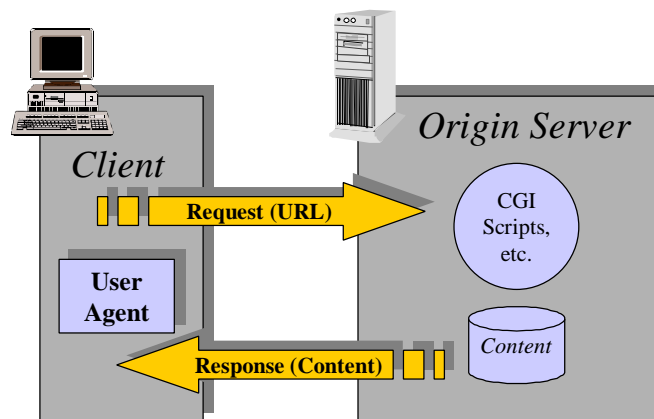 Client
Origin Server
Request (URL)
CGI
Scripts,
etc.
User
Agent
Response (Content)
Content